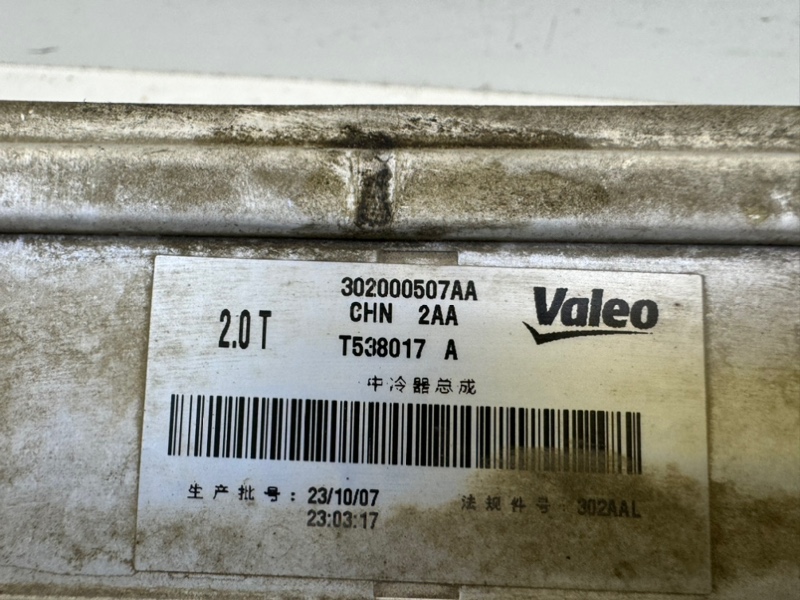 302000507AA
CHN 2AA
Valeo
2.0T
T538017 A
中冷器总成
生产批号: 23/10/07
23:03:17
法规件号: 302AAL